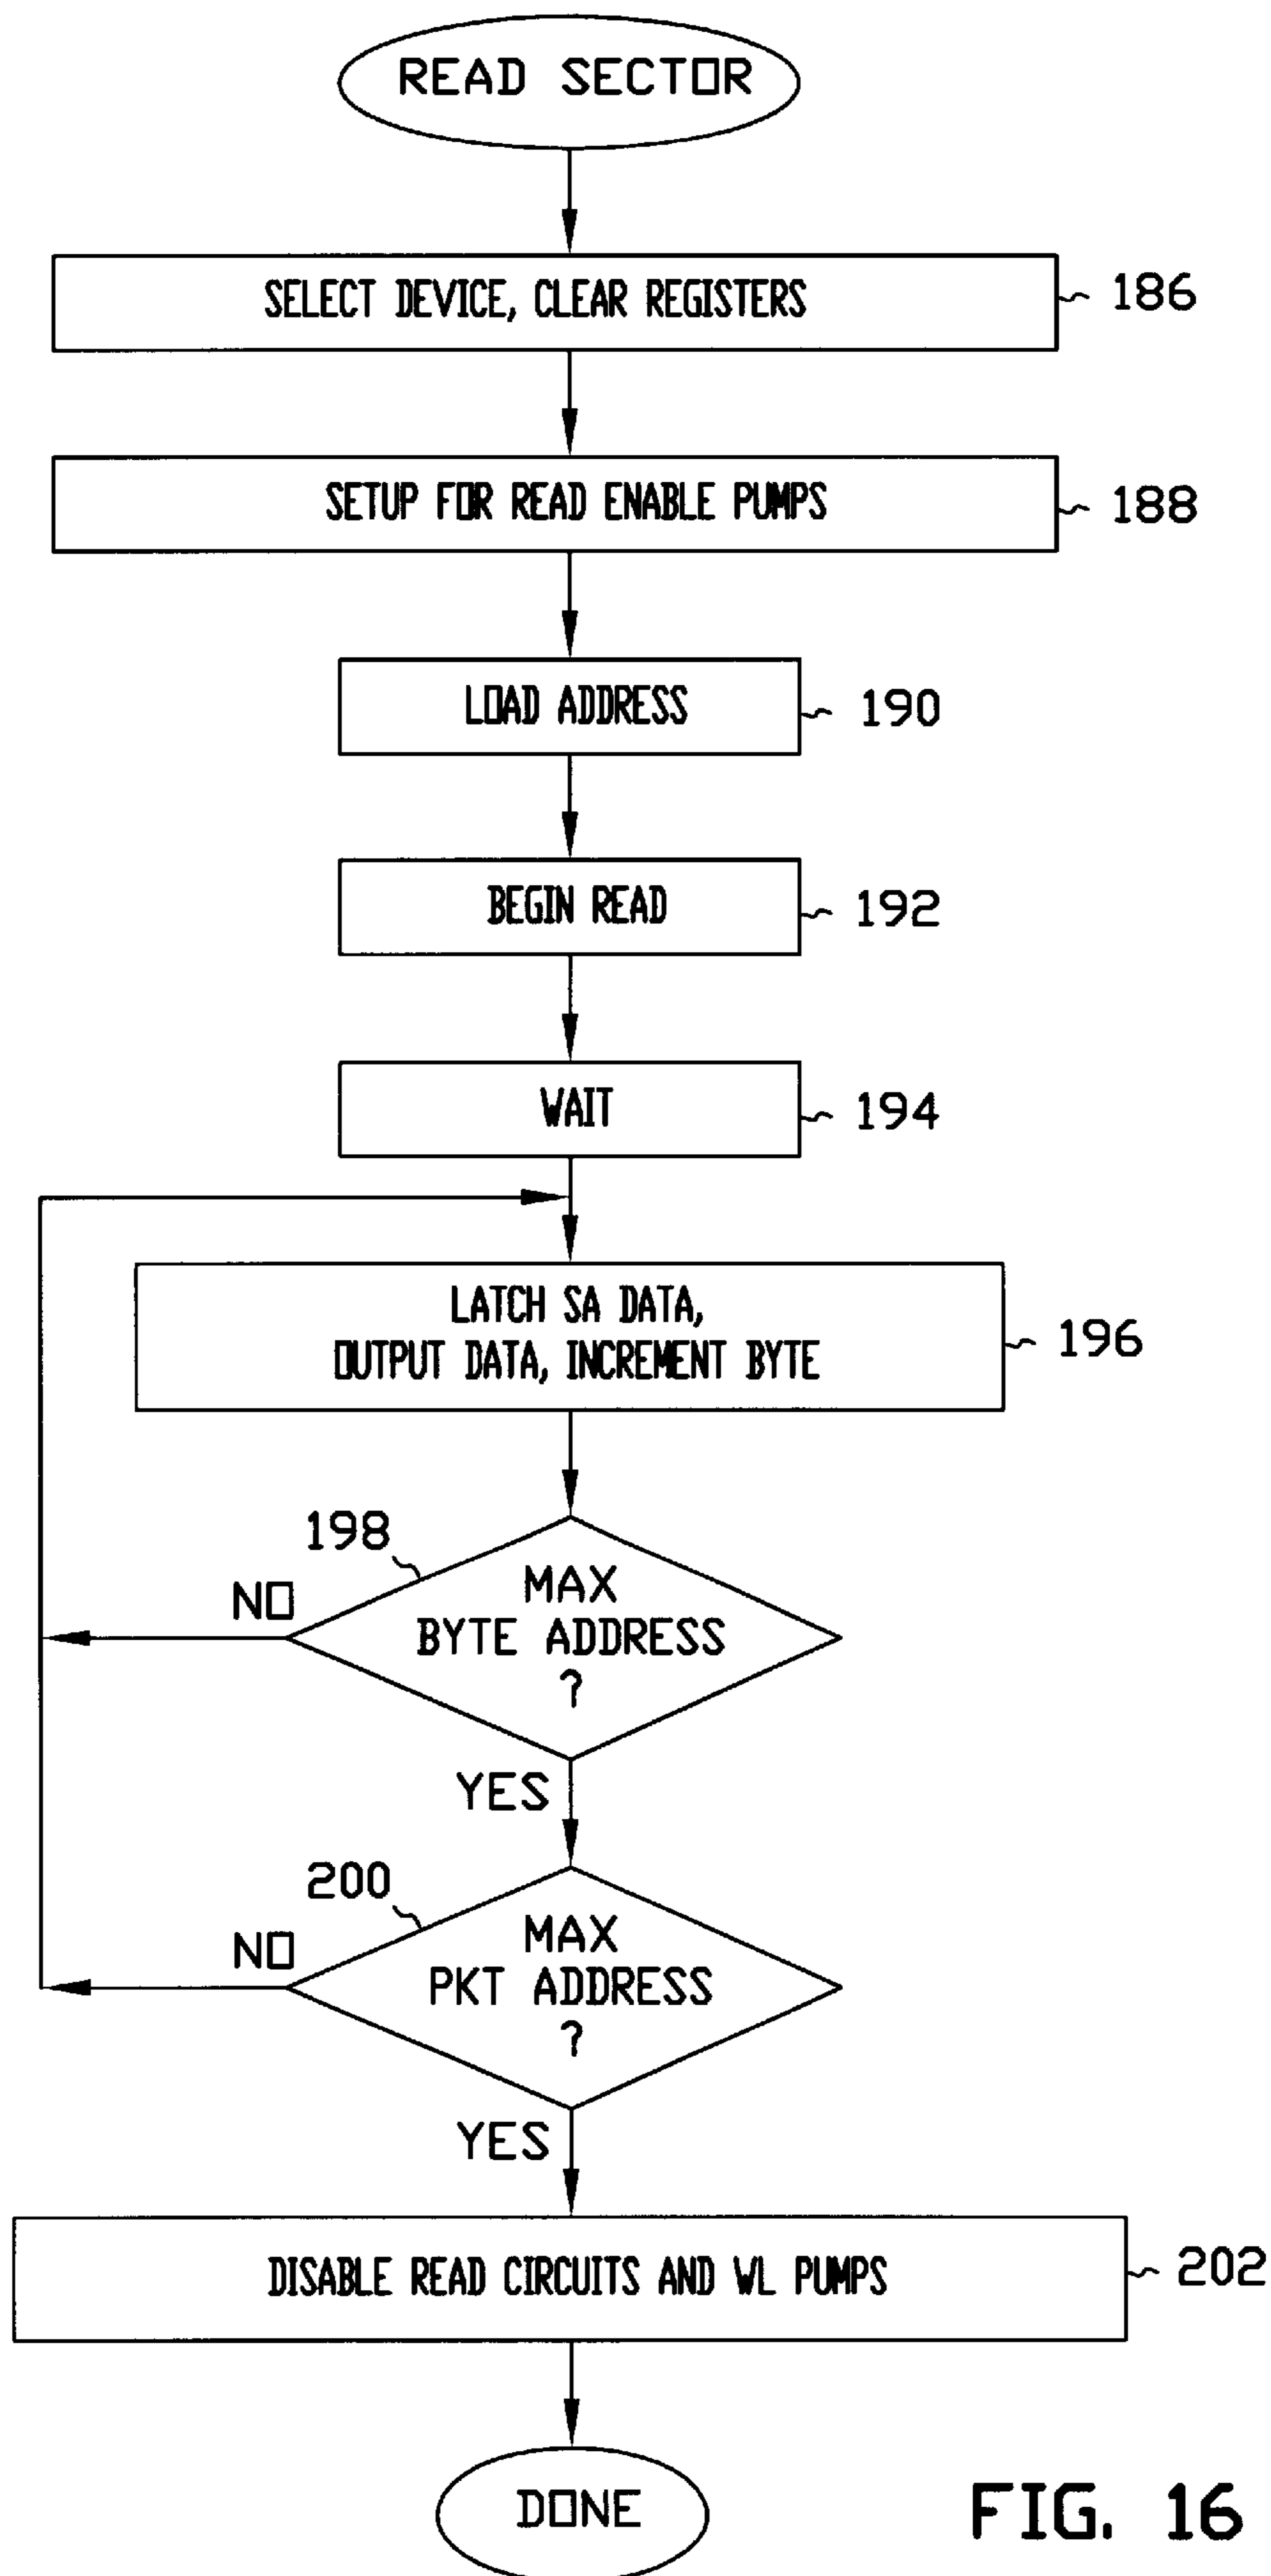 READ SECTOR
SELECT DEVICE, CLEAR REGISTERS
186
SETUP FOR READ ENABLE PUMPS
188
LOAD ADDRESS
190
BEGIN READ
192
WAIT
194
LATCH SA DATA,
OUTPUT DATA, INCREMENT BYTE
196
198
NO
MAX
BYTE ADDRESS
?
YES
200
NO
MAX
PKT ADDRESS
?
YES
DISABLE READ CIRCUITS AND WL PUMPS
202
DONE
FIG. 16